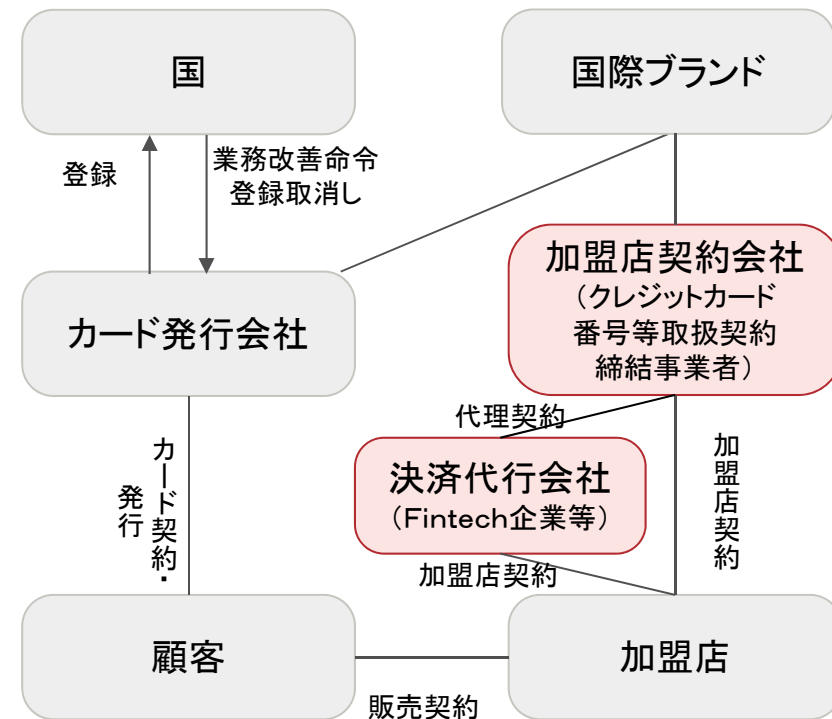 国
国際ブランド
登録
業務改善命令
登録取消し
加盟店契約会社
（クレジットカード
番号等取扱契約
締結事業者）
カード発行会社
代理契約
決済代行会社
（Fintech企業等）
加盟店契約
カード契約・
発行
加盟店契約
顧客
加盟店
販売契約